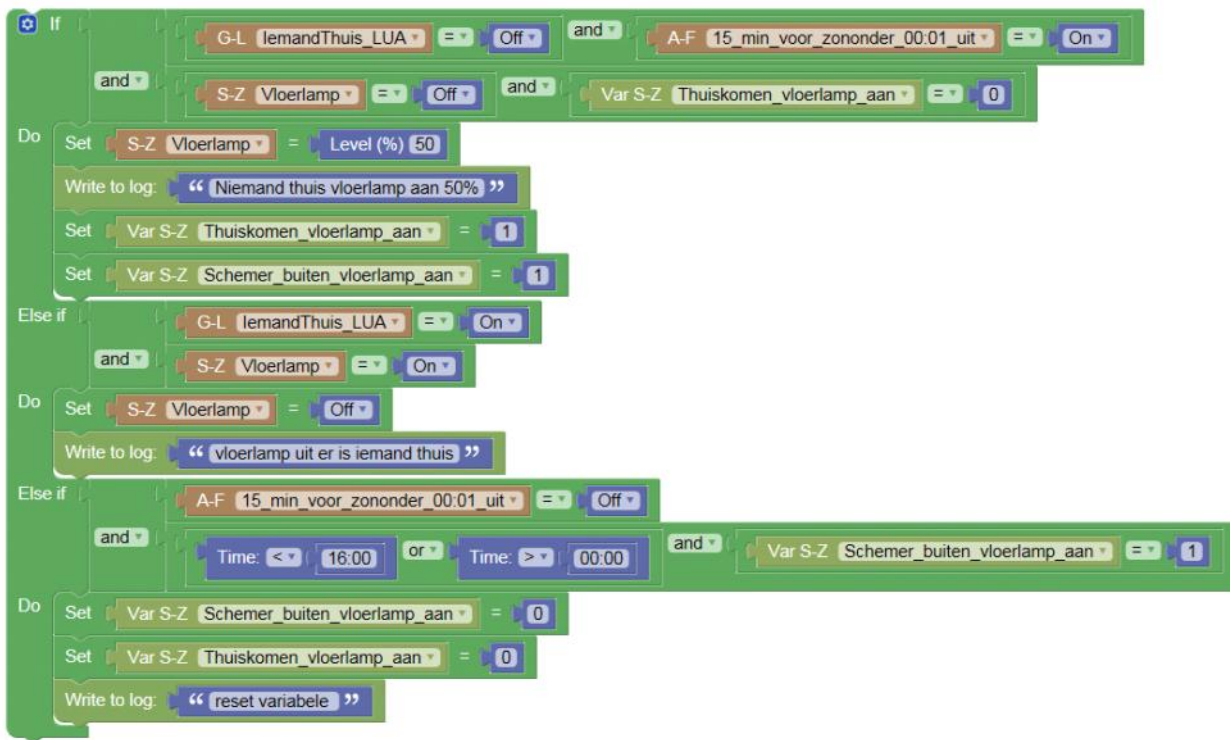 If G-L IemandThuis_LUA = Off and A-F 15_min_voor_zononder_00:01_uit = On
and S-Z Vloerlamp = Off and Var S-Z Thuiskomen_vloerlamp_aan = 0
Do Set S-Z Vloerlamp = Level (%) 50
Write to log: “ Niemand thuis vloerlamp aan 50% ”
Set Var S-Z Thuiskomen_vloerlamp_aan = 1
Set Var S-Z Schemer_buiten_vloerlamp_aan = 1
Else if G-L IemandThuis_LUA = On
and S-Z Vloerlamp = On
Do Set S-Z Vloerlamp = Off
Write to log: “ vloerlamp uit er is iemand thuis ”
Else if A-F 15_min_voor_zononder_00:01_uit = Off
and Time: < 16:00 or Time: > 00:00 and Var S-Z Schemer_buiten_vloerlamp_aan = 1
Do Set Var S-Z Schemer_buiten_vloerlamp_aan = 0
Set Var S-Z Thuiskomen_vloerlamp_aan = 0
Write to log: “ reset variabele ”